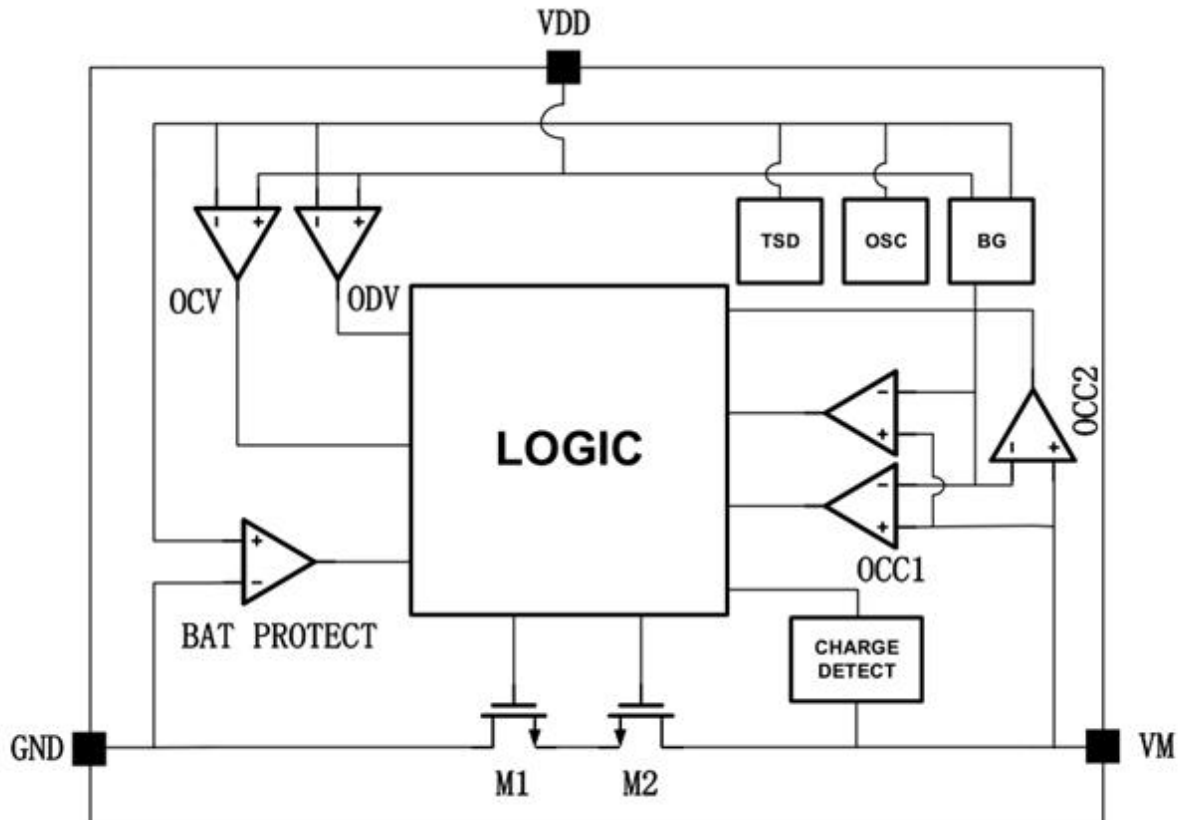 VDD
- + - +
TSD OSC BG
OCV ODV
LOGIC
-
+
OCC2
- +
-
+
OCC1
+
-
BAT PROTECT
CHARGE
DETECT
GND
M1 M2
VM